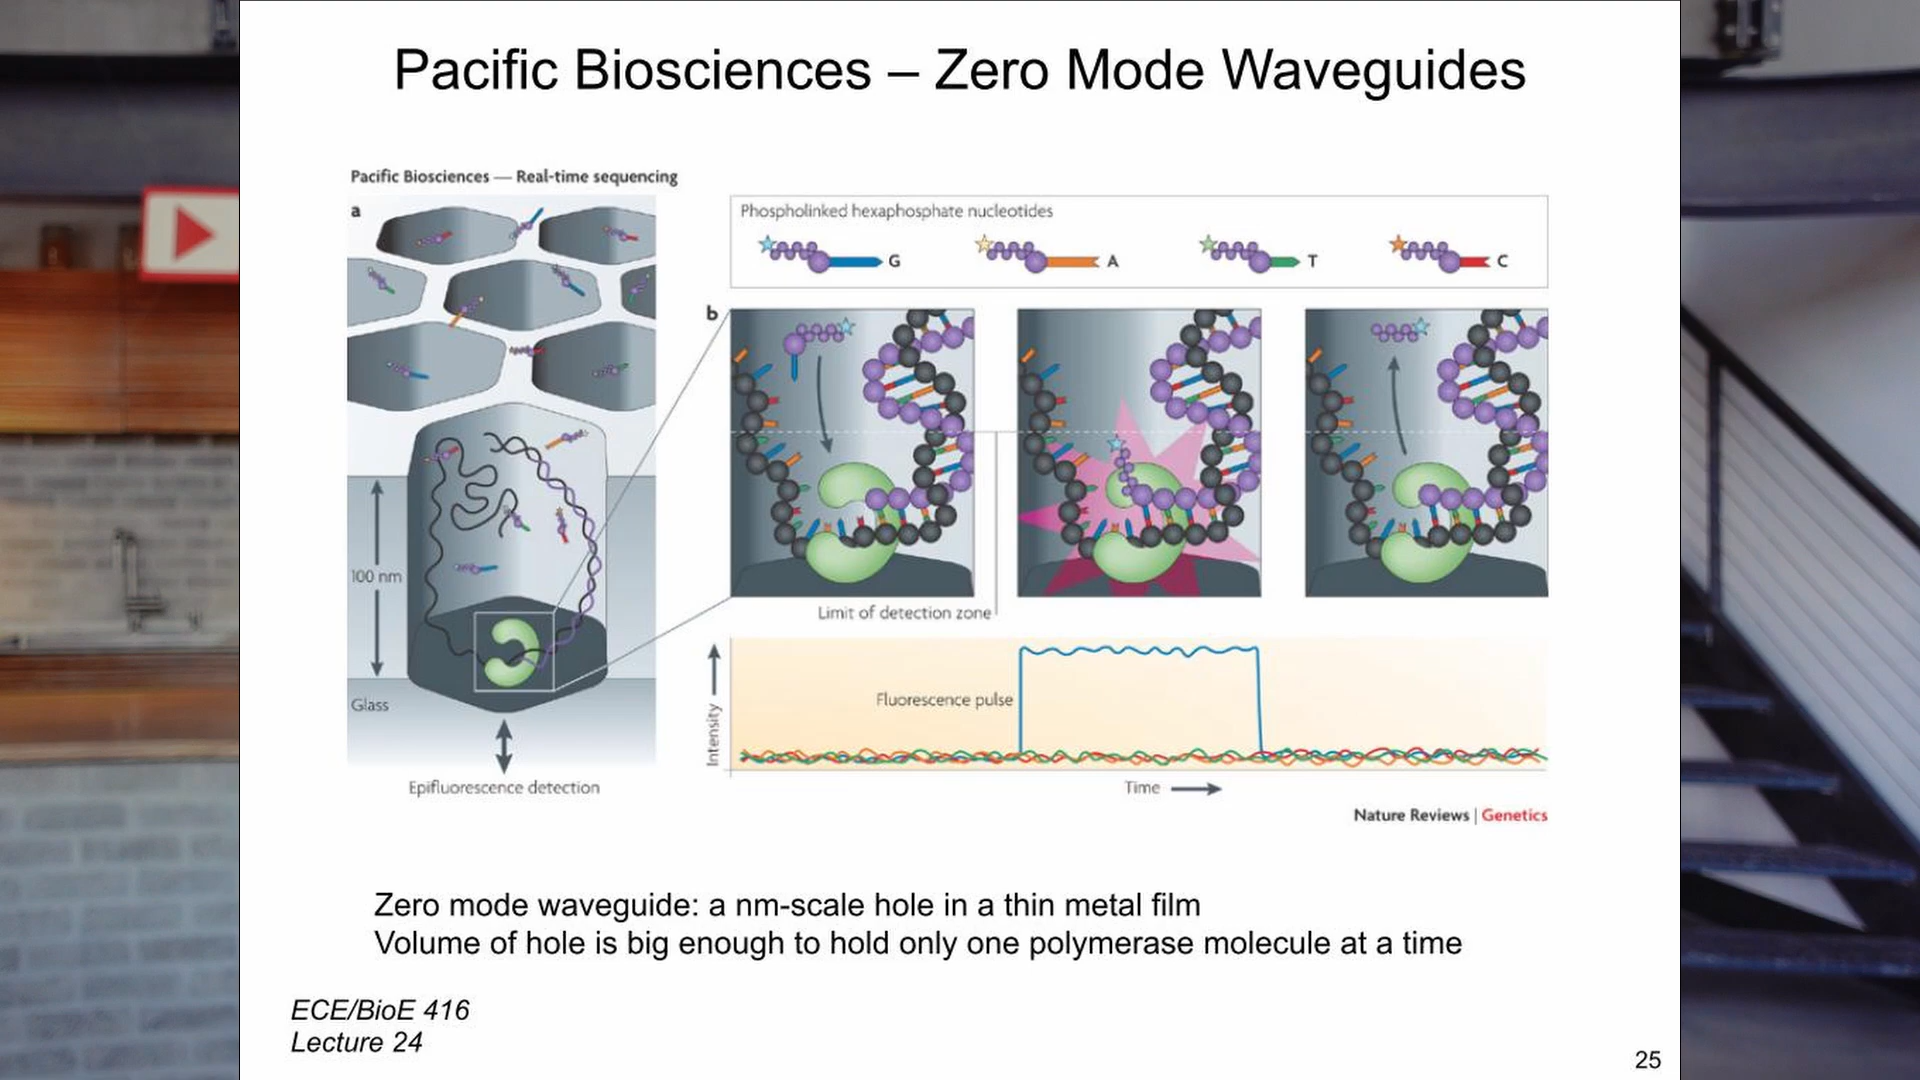 Pacific Biosciences – Zero Mode Waveguides
Pacific Biosciences — Real-time sequencing
a
Phospholinked hexaphosphate nucleotides
G
A
T
C
b
100 nm
Glass
Epifluorescence detection
Limit of detection zone
Intensity
Fluorescence pulse
Time
Nature Reviews | Genetics
Zero mode waveguide: a nm-scale hole in a thin metal film
Volume of hole is big enough to hold only one polymerase molecule at a time
ECE/BioE 416
Lecture 24
25